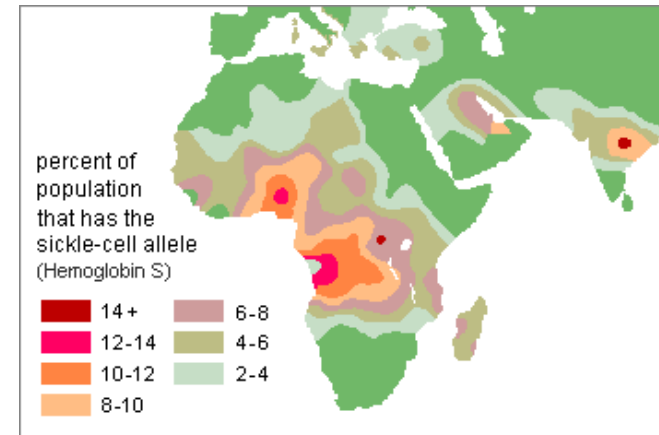 percent of
population
that has the
sickle-cell allele
(Hemoglobin S)
14+ 6-8
12-14 4-6
10-12 2-4
8-10